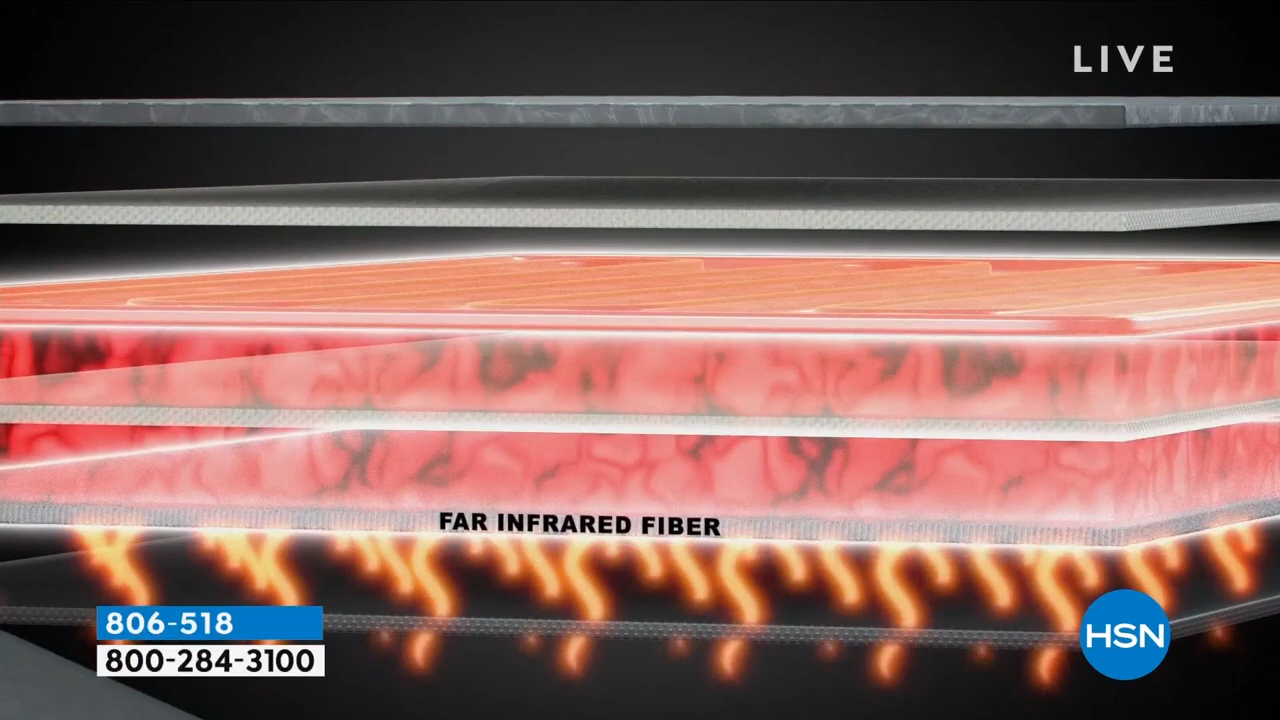 LIVE
FAR INFRARED FIBER
806-518
800-284-3100
HSN